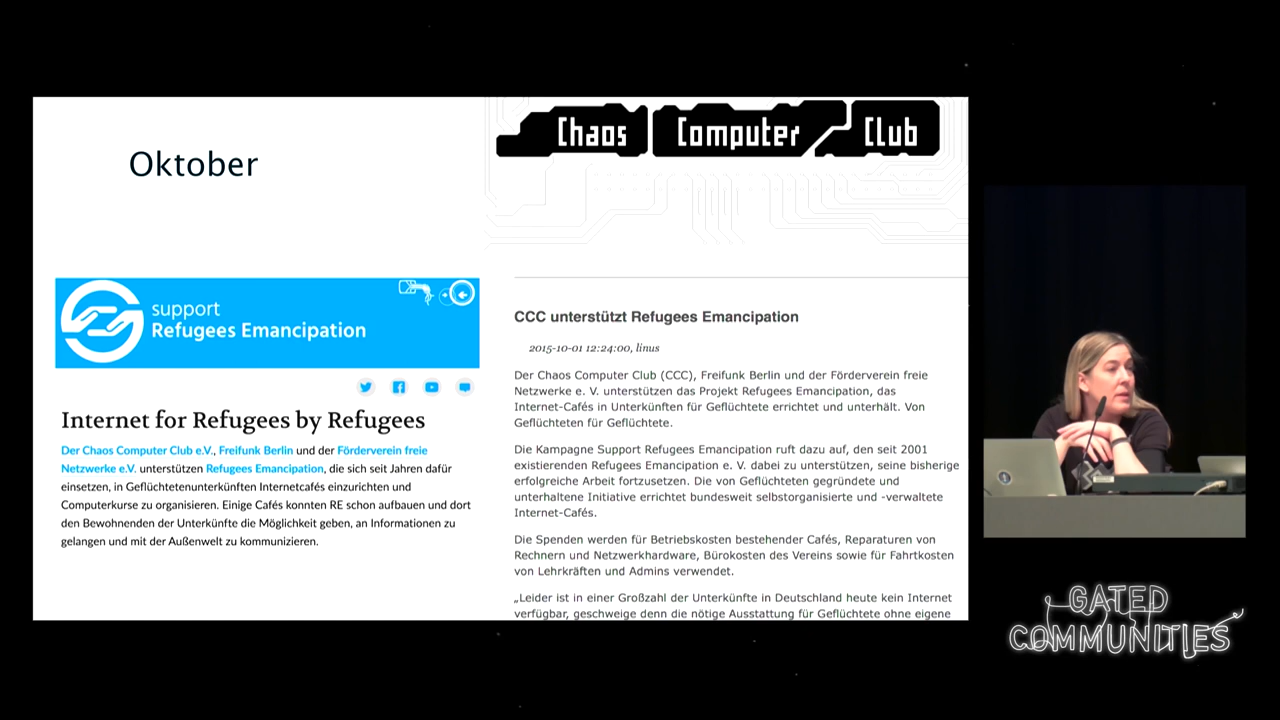 Oktober
support
Refugees Emancipation
Internet for Refugees by Refugees
Der Chaos Computer Club e.V., Freifunk Berlin und der Förderverein freie
Netzwerke e.V. unterstützen Refugees Emancipation, die sich seit Jahren dafür
einsetzen, in Geflüchtetenunterkünften Internetcafés einzurichten und
Computerkurse zu organisieren. Einige Cafés konnten RE schon aufbauen und dort
den Bewohnenden der Unterkünfte die Möglichkeit geben, an Informationen zu
gelangen und mit der Außenwelt zu kommunizieren.
Chaos Computer Club
CCC unterstützt Refugees Emancipation
2015-10-01 12:24:00, linus
Der Chaos Computer Club (CCC), Freifunk Berlin und der Förderverein freie
Netzwerke e. V. unterstützen das Projekt Refugees Emancipation, das
Internet-Cafés in Unterkünften für Geflüchtete errichtet und unterhält. Von
Geflüchteten für Geflüchtete.
Die Kampagne Support Refugees Emancipation ruft dazu auf, den seit 2001
existierenden Refugees Emancipation e. V. dabei zu unterstützen, seine bisherige
erfolgreiche Arbeit fortzusetzen. Die von Geflüchteten gegründete und
unterhaltene Initiative errichtet bundesweit selbstorganisierte und -verwaltete
Internet-Cafés.
Die Spenden werden für Betriebskosten bestehender Cafés, Reparaturen von
Rechnern und Netzwerkhardware, Bürokosten des Vereins sowie für Fahrtkosten
von Lehrkräften und Admins verwendet.
„Leider ist in einer Großzahl der Unterkünfte in Deutschland heute kein Internet
verfügbar, geschweige denn die nötige Ausstattung für Geflüchtete ohne eigene
GATED
COMMUNITIES